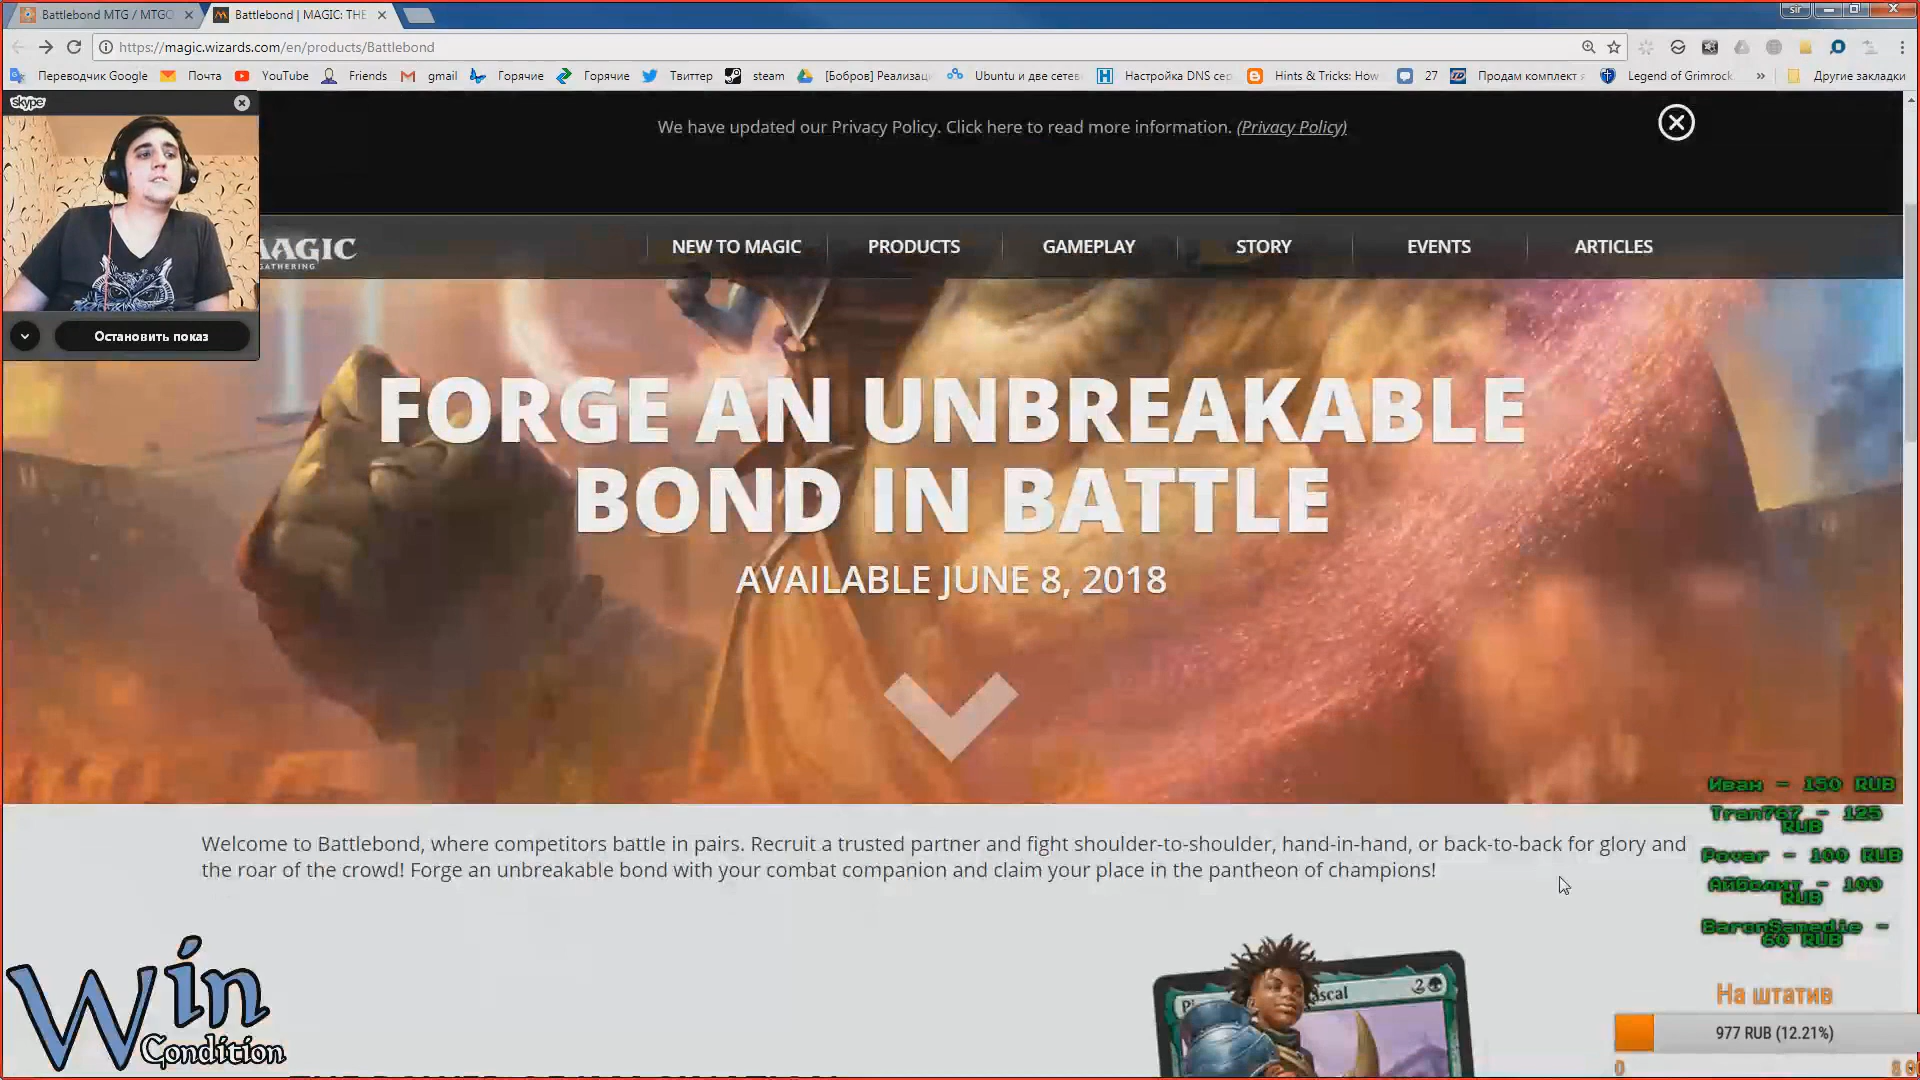 Battlebond MTG / MTGO
Battlebond | MAGIC: THE
sir
https://magic.wizards.com/en/products/Battlebond
Переводчик Google Почта YouTube Friends gmail Горячие Горячие Твиттер steam [Бобров] Реализац Ubuntu и две сетев Настройка DNS сер Hints & Tricks: How 27 Продам комплект Legend of Grimrock » Другие закладки
skype
We have updated our Privacy Policy. Click here to read more information. (Privacy Policy)
MAGIC
GATHERING
NEW TO MAGIC PRODUCTS GAMEPLAY STORY EVENTS ARTICLES
Остановить показ
FORGE AN UNBREAKABLE
BOND IN BATTLE
AVAILABLE JUNE 8, 2018
Welcome to Battlebond, where competitors battle in pairs. Recruit a trusted partner and fight shoulder-to-shoulder, hand-in-hand, or back-to-back for glory and
the roar of the crowd! Forge an unbreakable bond with your combat companion and claim your place in the pantheon of champions!
Иван - 150 RUB
Tran767 - 125
RUB
Povar - 100 RUB
Айболит - 100
RUB
BaronSamedie -
60 RUB
2
Win
Condition
На штатив
977 RUB (12.21%)
0